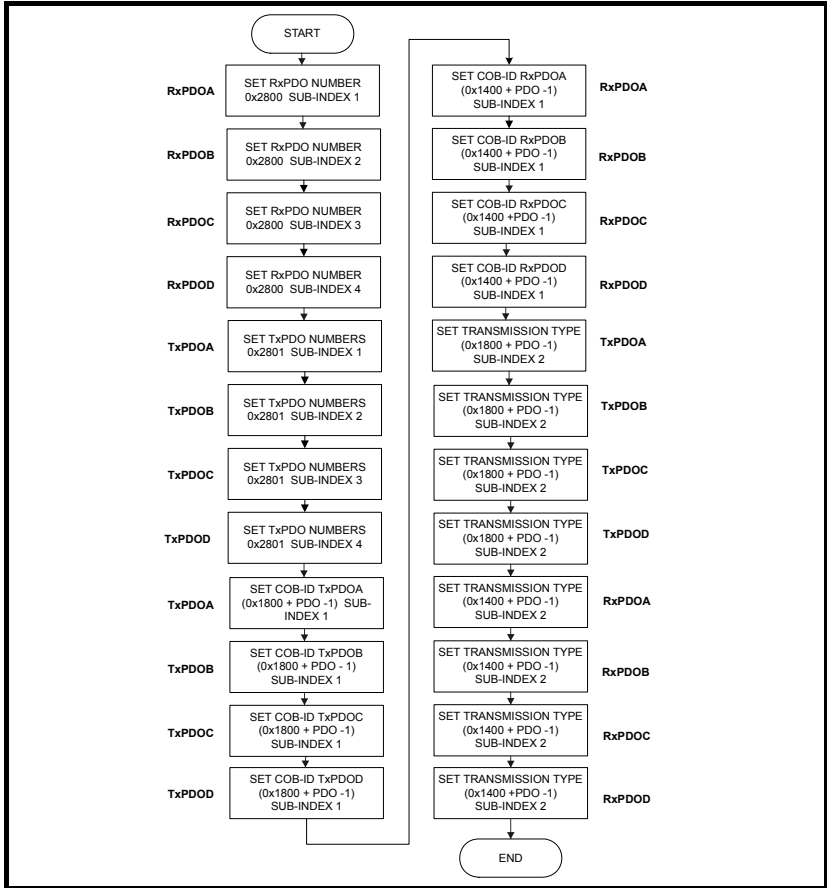 START
RxPDOA
SET RxPDO NUMBER
0x2800 SUB-INDEX 1
RxPDOB
SET RxPDO NUMBER
0x2800 SUB-INDEX 2
RxPDOC
SET RxPDO NUMBER
0x2800 SUB-INDEX 3
RxPDOD
SET RxPDO NUMBER
0x2800 SUB-INDEX 4
TxPDOA
SET TxPDO NUMBERS
0x2801 SUB-INDEX 1
TxPDOB
SET TxPDO NUMBERS
0x2801 SUB-INDEX 2
TxPDOC
SET TxPDO NUMBERS
0x2801 SUB-INDEX 3
TxPDOD
SET TxPDO NUMBERS
0x2801 SUB-INDEX 4
TxPDOA
SET COB-ID TxPDOA
(0x1800 + PDO -1) SUB-
INDEX 1
TxPDOB
SET COB-ID TxPDOB
(0x1800 + PDO - 1)
SUB-INDEX 1
TxPDOC
SET COB-ID TxPDOC
(0x1800 + PDO -1)
SUB-INDEX 1
TxPDOD
SET COB-ID TxPDOD
(0x1800 + PDO -1)
SUB-INDEX 1
SET COB-ID RxPDOA
(0x1400 + PDO -1)
SUB-INDEX 1
RxPDOA
SET COB-ID RxPDOB
(0x1400 + PDO -1)
SUB-INDEX 1
RxPDOB
SET COB-ID RxPDOC
(0x1400 +PDO -1)
SUB-INDEX 1
RxPDOC
SET COB-ID RxPDOD
(0x1400 + PDO -1)
SUB-INDEX 1
RxPDOD
SET TRANSMISSION TYPE
(0x1800 + PDO -1)
SUB-INDEX 2
TxPDOA
SET TRANSMISSION TYPE
(0x1800 + PDO -1)
SUB-INDEX 2
TxPDOB
SET TRANSMISSION TYPE
(0x1800 + PDO -1)
SUB-INDEX 2
TxPDOC
SET TRANSMISSION TYPE
(0x1800 + PDO -1)
SUB-INDEX 2
TxPDOD
SET TRANSMISSION TYPE
(0x1400 + PDO -1)
SUB-INDEX 2
RxPDOA
SET TRANSMISSION TYPE
(0x1400 + PDO -1)
SUB-INDEX 2
RxPDOB
SET TRANSMISSION TYPE
(0x1400 + PDO -1)
SUB-INDEX 2
RxPDOC
SET TRANSMISSION TYPE
(0x1400 +PDO -1)
SUB-INDEX 2
RxPDOD
END